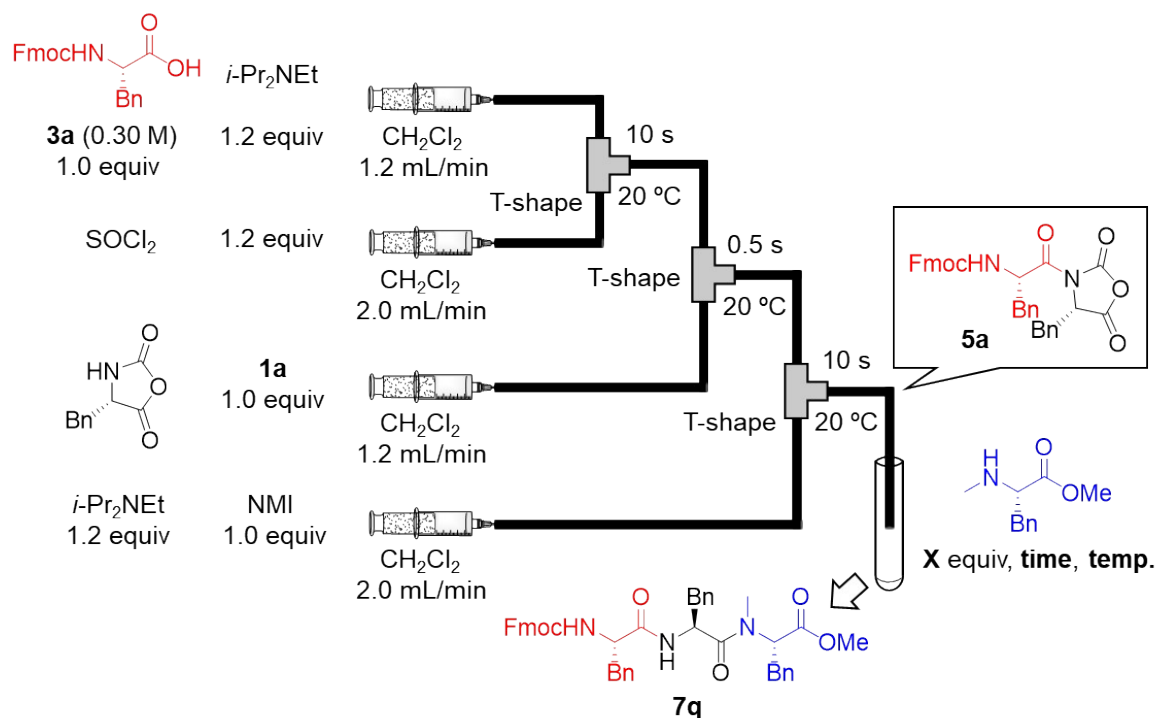 FmocHN
O
OH
Bn
i-Pr₂NEt
3a (0.30 M)
1.0 equiv
1.2 equiv
CH₂Cl₂
1.2 mL/min
10 s
20 ºC
T-shape
SOCl₂
1.2 equiv
CH₂Cl₂
2.0 mL/min
0.5 s
20 ºC
T-shape
O
HN
O
Bn
O
1a
1.0 equiv
CH₂Cl₂
1.2 mL/min
10 s
20 ºC
T-shape
O
O
FmocHN
N
O
Bn
Bn
O
5a
i-Pr₂NEt
1.2 equiv
NMI
1.0 equiv
CH₂Cl₂
2.0 mL/min
H
N
O
OMe
Bn
X equiv, time, temp.
O
Bn
O
FmocHN
N
H
N
OMe
Bn
O
Bn
7q